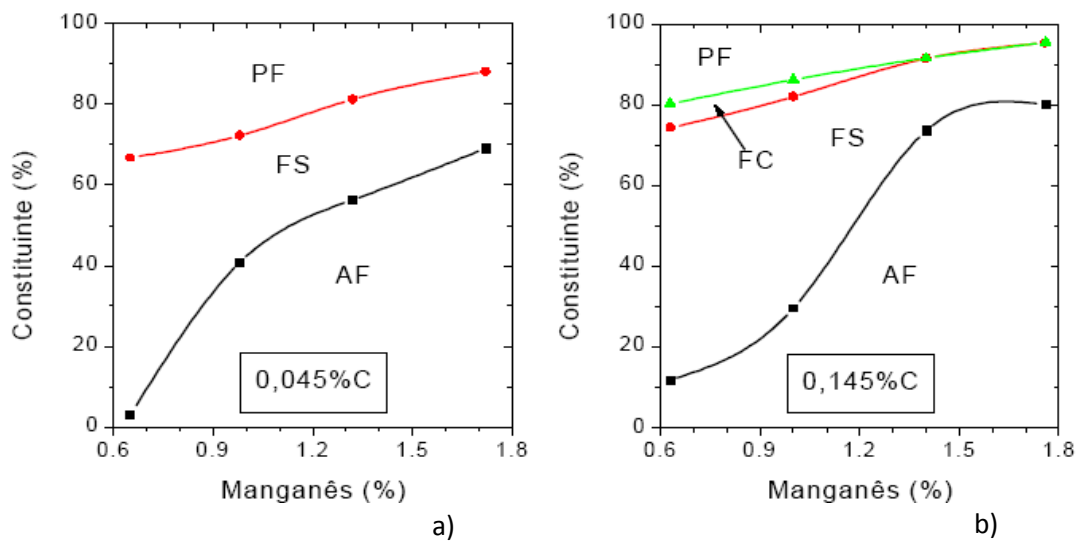 Constituinte (%)
100
80
60
40
20
0
PF
FS
AF
0,045%C
0.6 0.9 1.2 1.5 1.8
Manganês (%)
a)
Constituinte (%)
100
80
60
40
20
0
PF
FS
FC
AF
0,145%C
0.6 0.9 1.2 1.5 1.8
Manganês (%)
b)